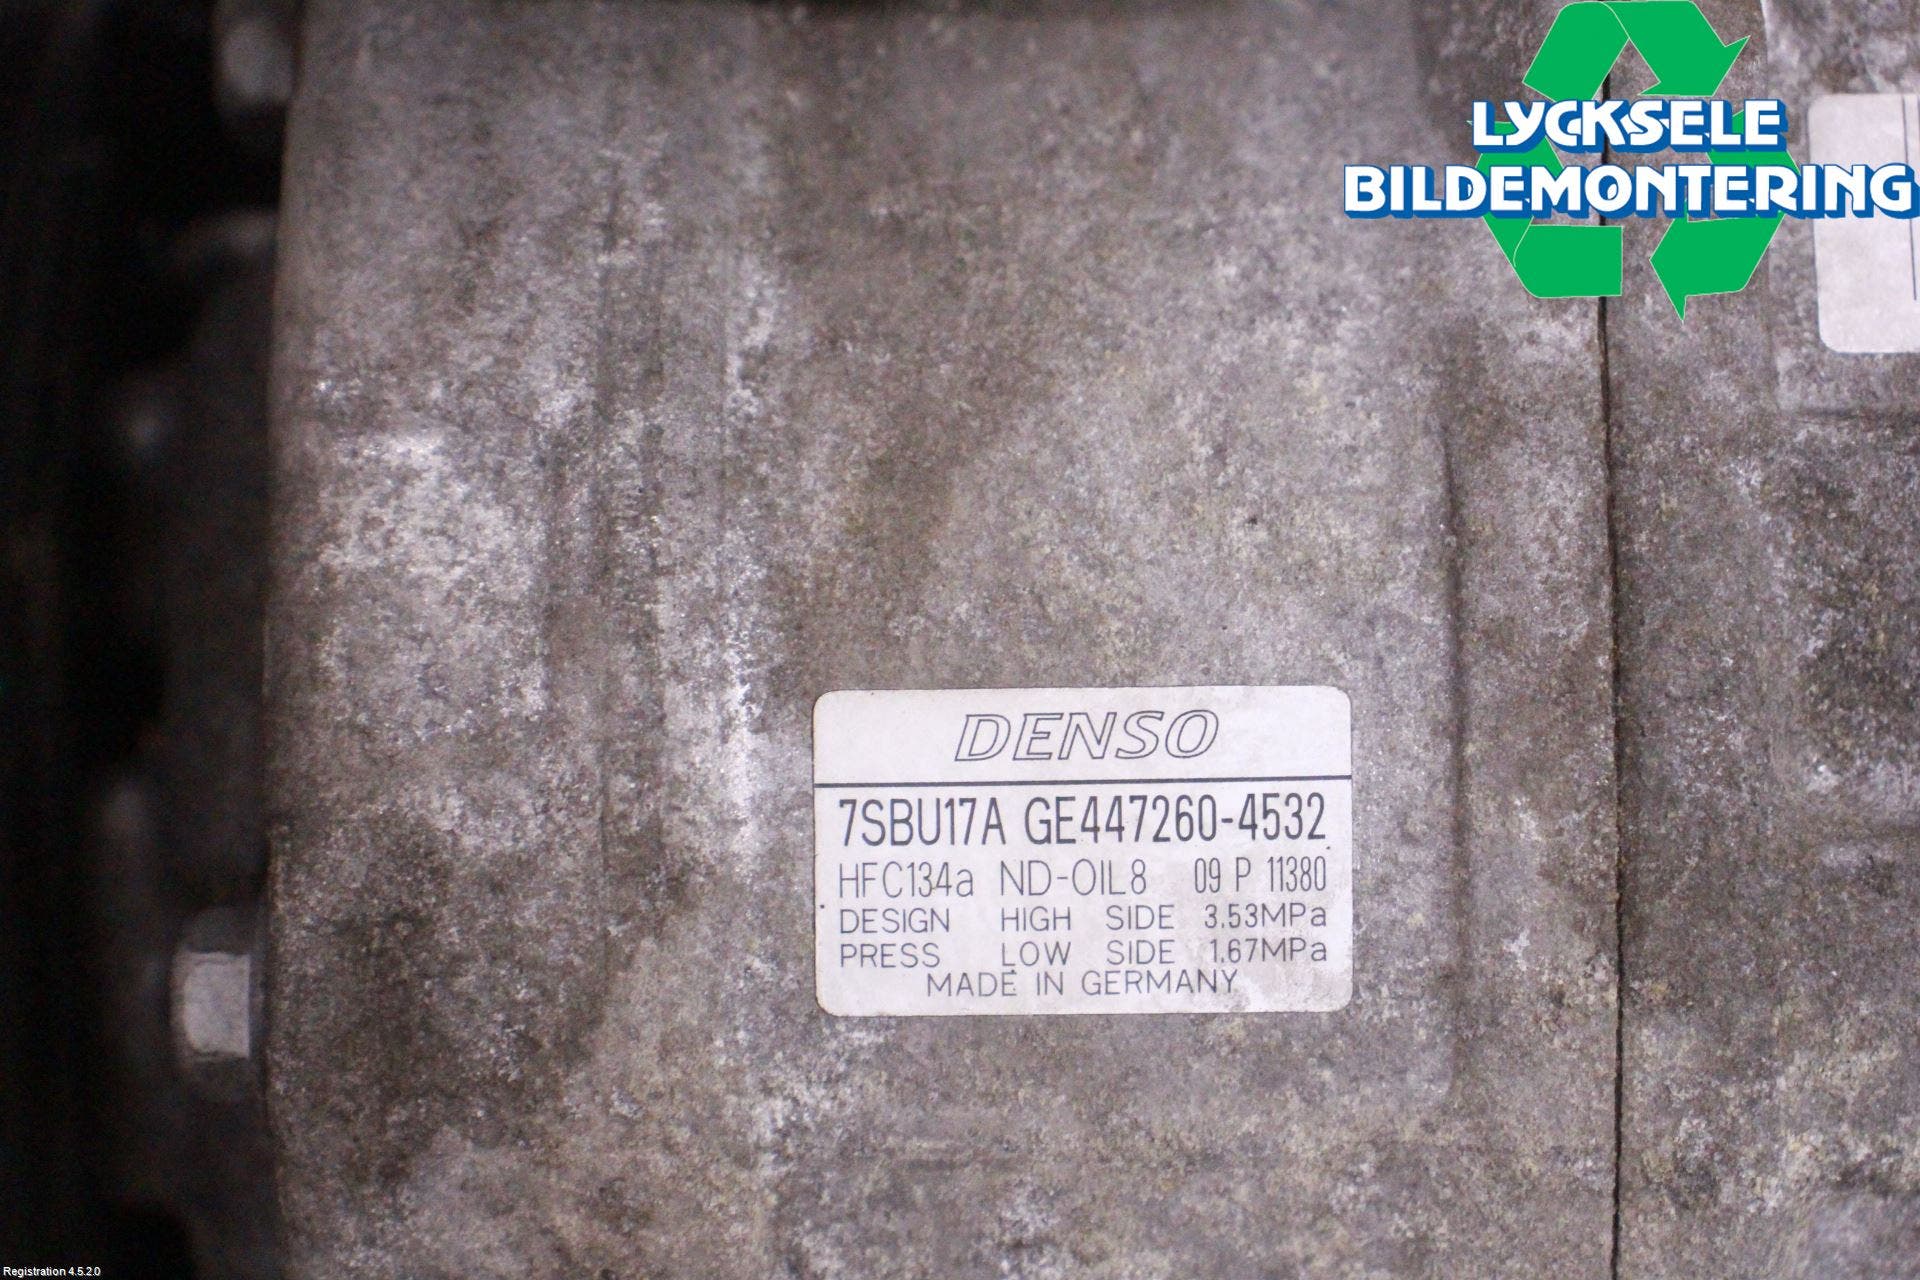 LYCKSELE
BILDEMONTERING
DENSO
7SBU17A GE447260-4532
HFC134a ND-OIL8 09 P 11380
DESIGN HIGH SIDE 3.53MPa
PRESS LOW SIDE 1.67MPa
MADE IN GERMANY
Registration 4.5.2.0